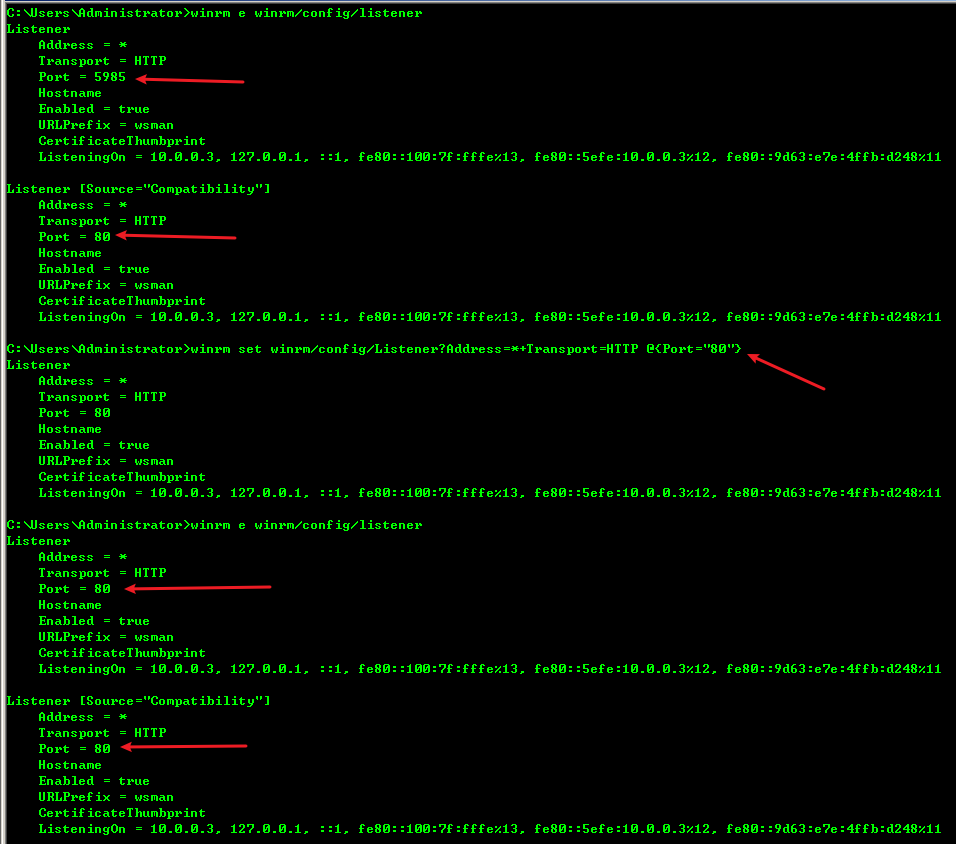 C:\Users\Administrator>winrm e winrm/config/listener
Listener
    Address = *
    Transport = HTTP
    Port = 5985
    Hostname
    Enabled = true
    URLPrefix = wsman
    CertificateThumbprint
    ListeningOn = 10.0.0.3, 127.0.0.1, ::1, fe80::100:7f:fffe%13, fe80::5efe:10.0.0.3%12, fe80::9d63:e7e:4ffb:d248%11

Listener [Source="Compatibility"]
    Address = *
    Transport = HTTP
    Port = 80
    Hostname
    Enabled = true
    URLPrefix = wsman
    CertificateThumbprint
    ListeningOn = 10.0.0.3, 127.0.0.1, ::1, fe80::100:7f:fffe%13, fe80::5efe:10.0.0.3%12, fe80::9d63:e7e:4ffb:d248%11

C:\Users\Administrator>winrm set winrm/config/Listener?Address=*+Transport=HTTP @{Port="80"}
Listener
    Address = *
    Transport = HTTP
    Port = 80
    Hostname
    Enabled = true
    URLPrefix = wsman
    CertificateThumbprint
    ListeningOn = 10.0.0.3, 127.0.0.1, ::1, fe80::100:7f:fffe%13, fe80::5efe:10.0.0.3%12, fe80::9d63:e7e:4ffb:d248%11

C:\Users\Administrator>winrm e winrm/config/listener
Listener
    Address = *
    Transport = HTTP
    Port = 80
    Hostname
    Enabled = true
    URLPrefix = wsman
    CertificateThumbprint
    ListeningOn = 10.0.0.3, 127.0.0.1, ::1, fe80::100:7f:fffe%13, fe80::5efe:10.0.0.3%12, fe80::9d63:e7e:4ffb:d248%11

Listener [Source="Compatibility"]
    Address = *
    Transport = HTTP
    Port = 80
    Hostname
    Enabled = true
    URLPrefix = wsman
    CertificateThumbprint
    ListeningOn = 10.0.0.3, 127.0.0.1, ::1, fe80::100:7f:fffe%13, fe80::5efe:10.0.0.3%12, fe80::9d63:e7e:4ffb:d248%11